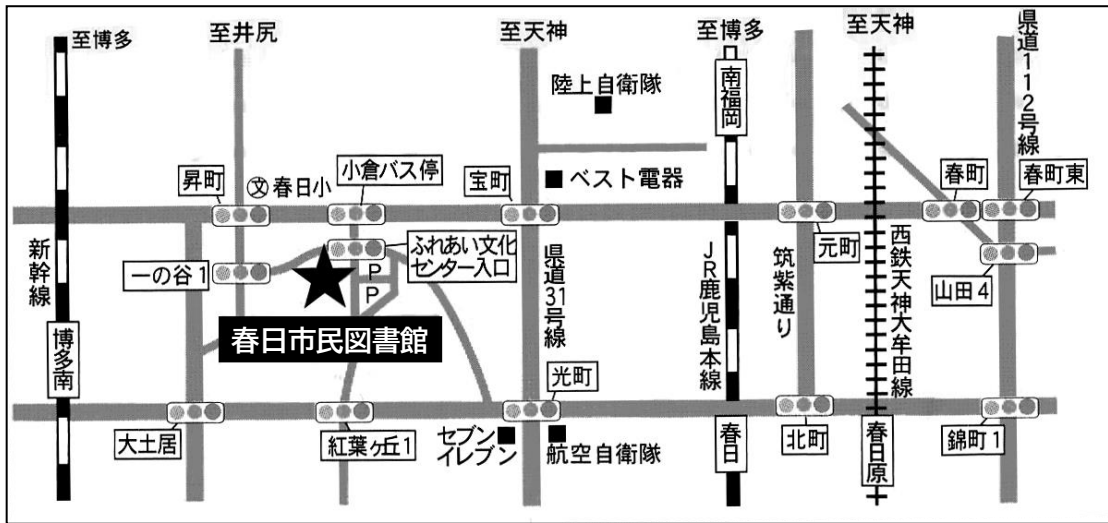 至博多
至井尻
至天神
至博多
至天神
県道112号線
南福岡
陸上自衛隊
昇町
文
春日小
小倉バス停
宝町
ベスト電器
春町
春町東
新幹線
一の谷1
ふれあい文化
センター入口
P
P
県道31号線
JR鹿児島本線
筑紫通り
元町
西鉄天神大牟田線
山田4
春日市民図書館
博多南
光町
大土居
紅葉ヶ丘1
セブン
イレブン
航空自衛隊
春日
北町
春日原
錦町1